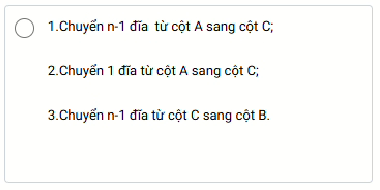 1.Chuyển n-1 đĩa từ cột A sang cột C;
2.Chuyển 1 đĩa từ cột A sang cột C;
3.Chuyển n-1 đĩa từ cột C sang cột B.